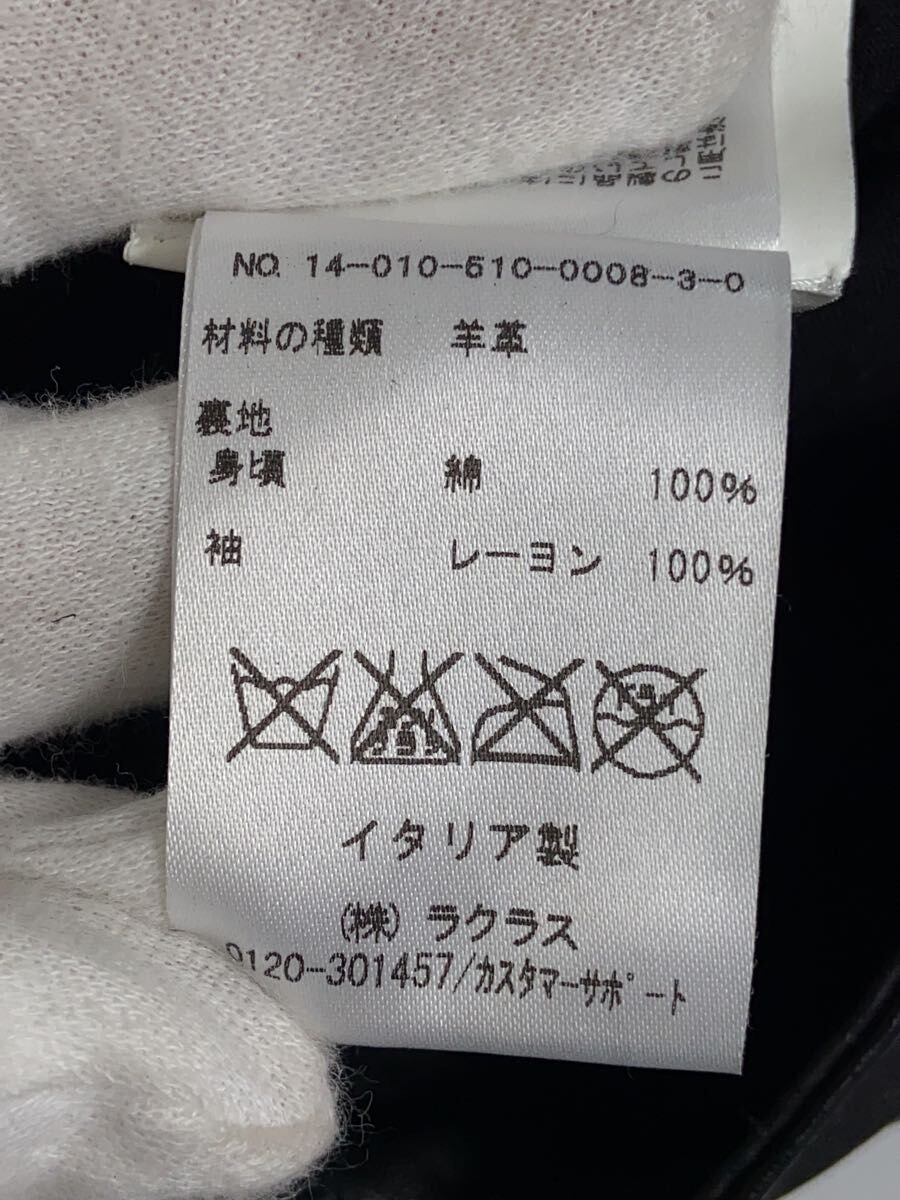 NO. 14-010-610-0008-3-0
材料の種類 羊革
裏地
身頃 綿 100%
袖 レーヨン 100%
イタリア製
(株) ラクラス
0120-301457/カスタマーサポート